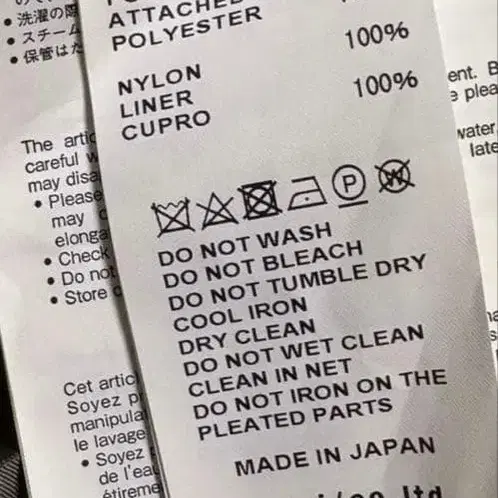 • 洗濯の際
• スチーム
• 保管はた
ATTACHED
POLYESTER
100%
NYLON
100%
LINER
CUPRO
P
W
DO NOT WASH
DO NOT BLEACH
DO NOT TUMBLE DRY
COOL IRON
DRY CLEAN
DO NOT WET CLEAN
CLEAN IN NET
DO NOT IRON ON THE
PLEATED PARTS
MADE IN JAPAN
The artic
careful w
may disa
• Please
may
elonga
• Check
• Do not
• Store
Cet artic
Soyez p
manipula
le lavage
• Soyez
de l'eau
étireme
ent.
plea
water
late